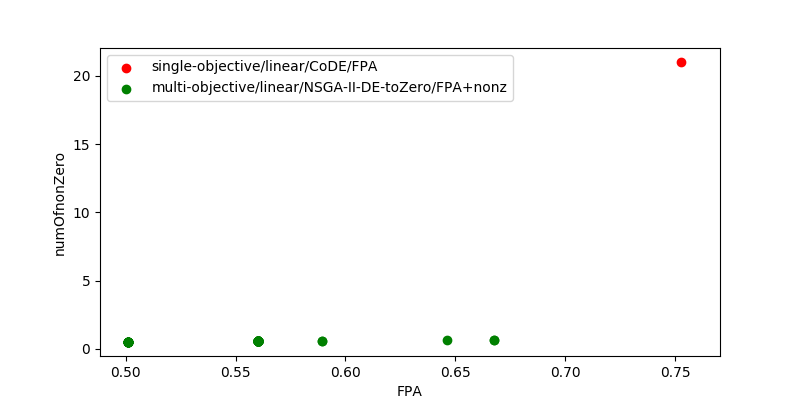 single-objective/linear/CoDE/FPA
multi-objective/linear/NSGA-II-DE-toZero/FPA+nonz
20
15
10
5
0
numOfnonZero
0.50 0.55 0.60 0.65 0.70 0.75
FPA